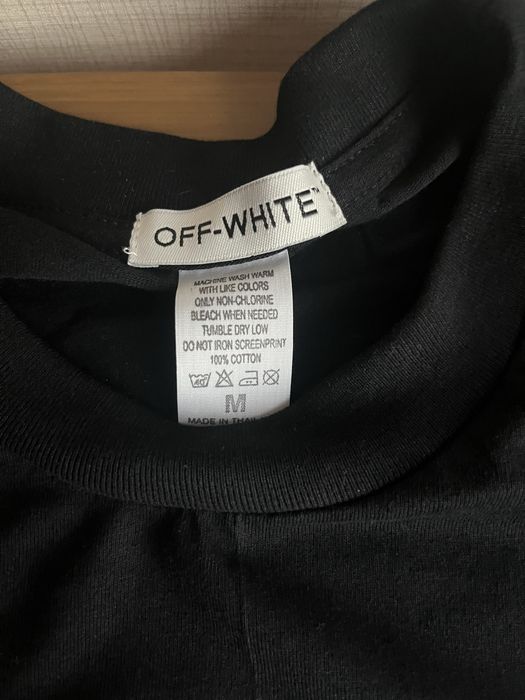 OFF-WHITE™
MACHINE WASH WARM
WITH LIKE COLORS
ONLY NON-CHLORINE
BLEACH WHEN NEEDED
TUMBLE DRY LOW
DO NOT IRON SCREENPRINT
100% COTTON
40
M
MADE IN